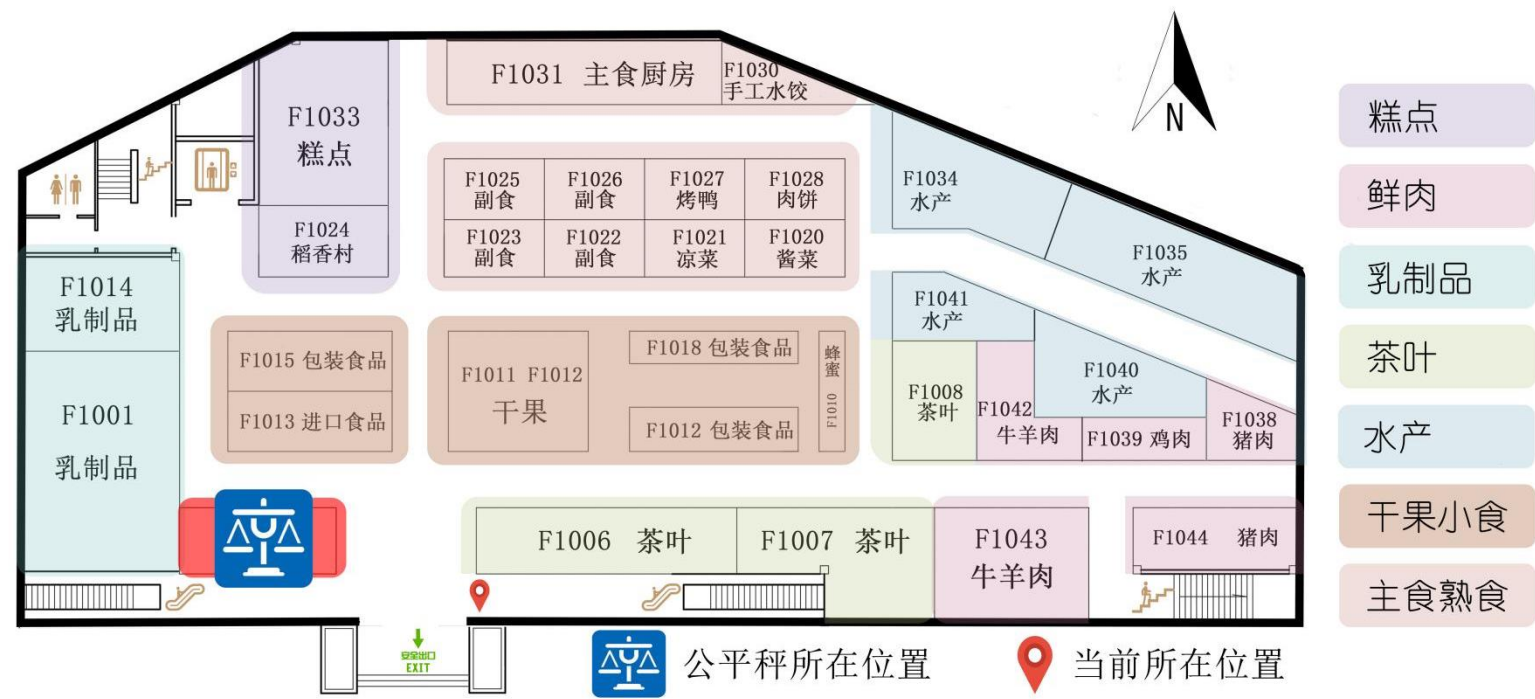 F1031 主食厨房
F1030
手工水饺
N
糕点
F1033
糕点
鲜肉
F1025
副食
F1026
副食
F1027
烤鸭
F1028
肉饼
F1034
水产
F1024
稻香村
F1023
副食
F1022
副食
F1021
凉菜
F1020
酱菜
F1035
水产
乳制品
F1014
乳制品
F1041
水产
茶叶
F1015 包装食品
F1013 进口食品
F1011 F1012
干果
F1018 包装食品
F1012 包装食品
蜂蜜
F1010
F1008
茶叶
F1040
水产
F1042
牛羊肉
F1039 鸡肉
F1038
猪肉
水产
F1001
乳制品
干果小食
F1006 茶叶
F1007 茶叶
F1043
牛羊肉
F1044 猪肉
主食熟食
安全出口
EXIT
公平秤所在位置
当前所在位置